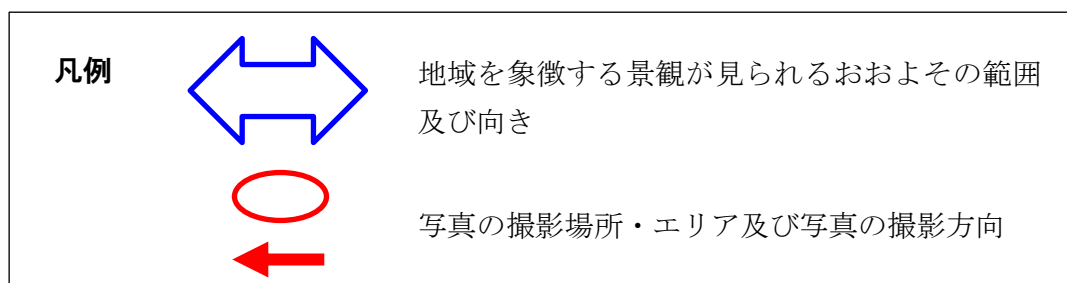 凡例
地域を象徴する景観が見られるおおよその範囲
及び向き
写真の撮影場所・エリア及び写真の撮影方向